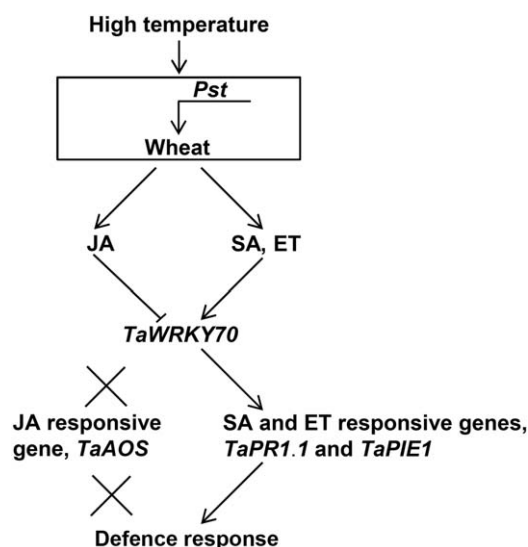 High temperature
Pst
Wheat
JA
SA, ET
TaWRKY70
JA responsive
gene, TaAOS
SA and ET responsive genes,
TaPR1.1 and TaPIE1
Defence response